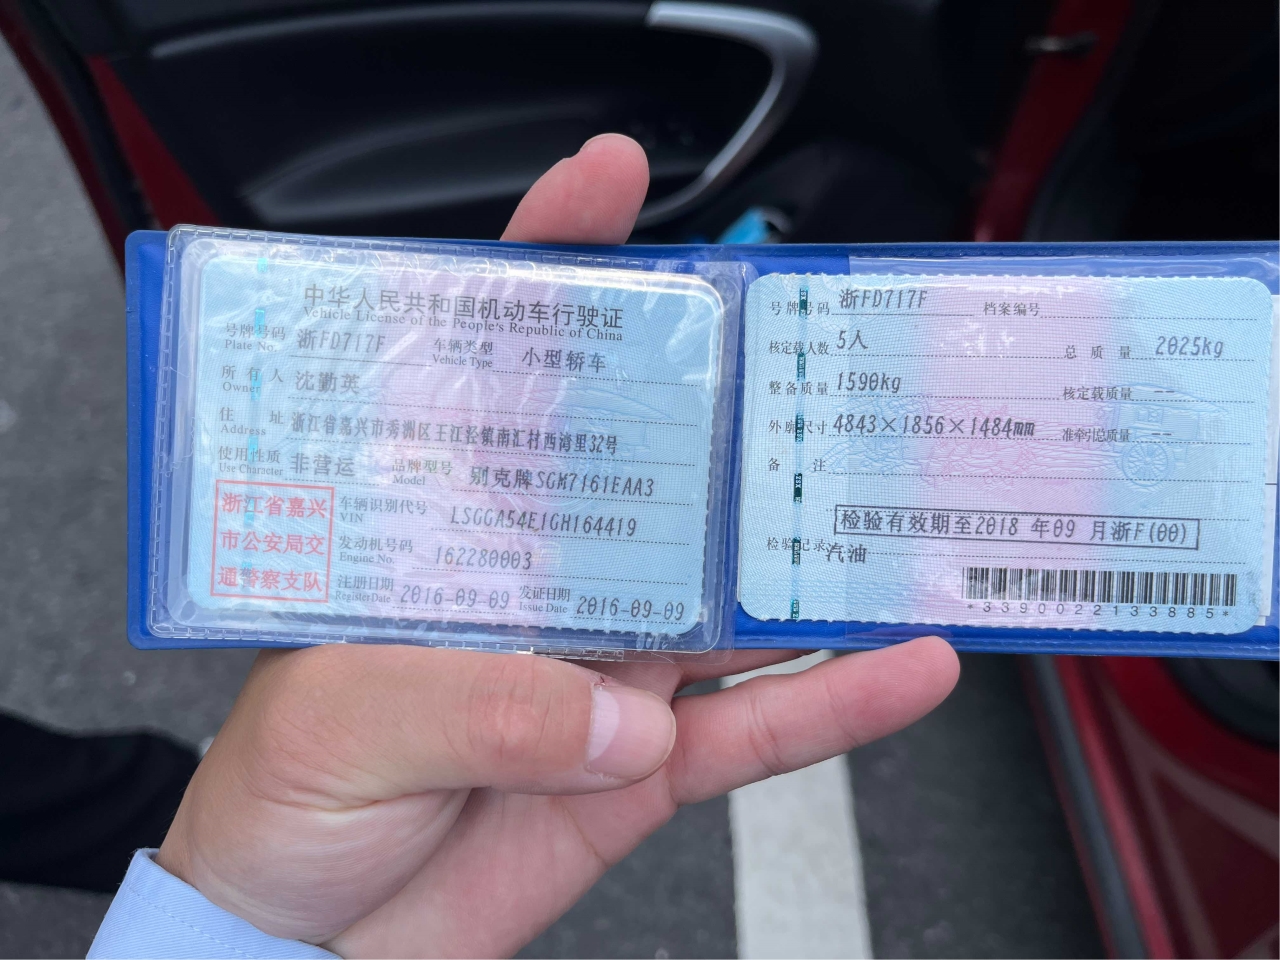 中华人民共和国机动车行驶证
Vehicle License of the People's Republic of China
号牌号码 浙FD717F 车辆类型 小型轿车
Plate No. Vehicle Type
所有人 沈勤英
Owner
住址 浙江省嘉兴市秀洲区王江泾镇南汇村西湾里32号
Address
使用性质 非营运 品牌型号 别克牌SGM7161EAA3
Use Character Model
浙江省嘉兴
市公安局交
通警察支队
车辆识别代号 LSGGA54E1GH164419
VIN
发动机号码 162280003
Engine No.
注册日期 2016-09-09 发证日期 2016-09-09
Register Date Issue Date
号牌号码 浙FD717F 档案编号
核定载人数 5人 总质量 2025kg
整备质量 1590kg 核定载质量 --
外廓尺寸 4843×1856×1484mm 准牵引总质量 --
备注
检验有效期至2018 年09 月浙F(00)
检验记录 汽油
*3390022133885*